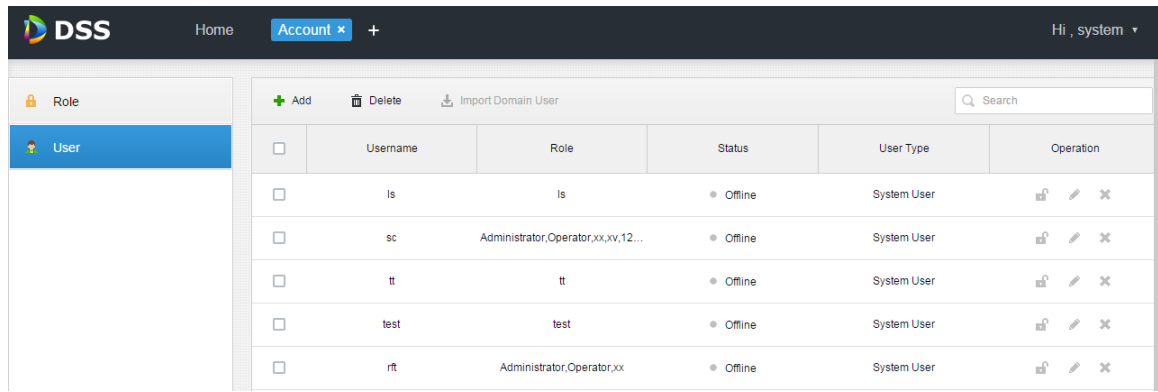 DSS Home Account × + Hi , system ▾
Role
User
Add Delete Import Domain User Search
Username Role Status User Type Operation
ls ls Offline System User
sc Administrator,Operator,xx,xv,12... Offline System User
tt tt Offline System User
test test Offline System User
rft Administrator,Operator,xx Offline System User